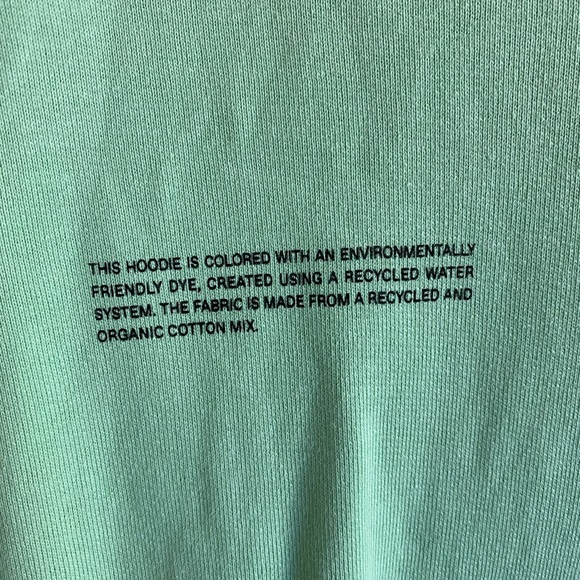 THIS HOODIE IS COLORED WITH AN ENVIRONMENTALLY
FRIENDLY DYE, CREATED USING A RECYCLED WATER
SYSTEM. THE FABRIC IS MADE FROM A RECYCLED AND
ORGANIC COTTON MIX.